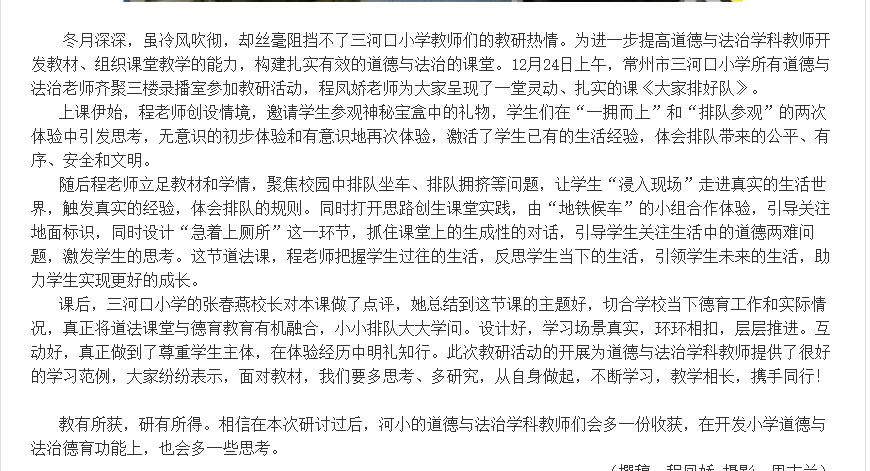 冬月深深，虽冷风吹彻，却丝毫阻挡不了三河口小学教师们的教研热情。为进一步提高道德与法治学科教师开
发教材、组织课堂教学的能力，构建扎实有效的道德与法治的课堂。12月24日上午，常州市三河口小学所有道德与
法治老师齐聚三楼录播室参加教研活动，程凤娇老师为大家呈现了一堂灵动、扎实的课《大家排好队》。
上课伊始，程老师创设情境，邀请学生参观神秘宝盒中的礼物，学生们在“一拥而上”和“排队参观”的两次
体验中引发思考，无意识的初步体验和有意识地再次体验，激活了学生已有的生活经验，体会排队带来的公平、有
序、安全和文明。
随后程老师立足教材和学情，聚焦校园中排队坐车、排队拥挤等问题，让学生“浸入现场”走进真实的生活世
界，触发真实的经验，体会排队的规则。同时打开思路创生课堂实践，由“地铁候车”的小组合作体验，引导关注
地面标识，同时设计“急着上厕所”这一环节，抓住课堂上的生成性的对话，引导学生关注生活中的道德两难问
题，激发学生的思考。这节道法课，程老师把握学生过往的生活，反思学生当下的生活，引领学生未来的生活，助
力学生实现更好的成长。
课后，三河口小学的张春燕校长对本课做了点评，她总结到这节课的主题好，切合学校当下德育工作和实际情
况，真正将道法课堂与德育教育有机融合，小小排队大大学问。设计好，学习场景真实，环环相扣，层层推进。互
动好，真正做到了尊重学生主体，在体验经历中明礼知行。此次教研活动的开展为道德与法治学科教师提供了很好
的学习范例，大家纷纷表示，面对教材，我们要多思考、多研究，从自身做起，不断学习，教学相长，携手同行！
教有所获，研有所得。相信在本次研讨过后，河小的道德与法治学科教师们会多一份收获，在开发小学道德与
法治德育功能上，也会多一些思考。